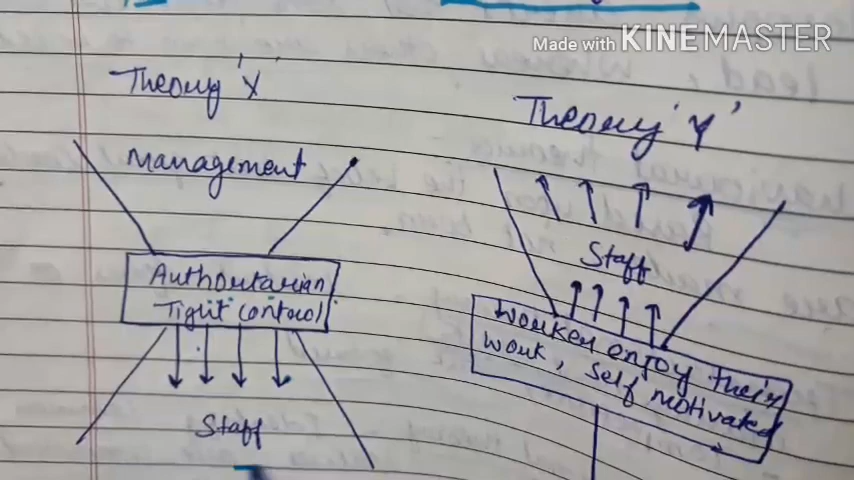 Made with KINEMASTER
Theory 'X'
Management
Authoritarian
Tight control
Staff
Theory 'Y'
Staff
Worker enjoy their
work, self motivated